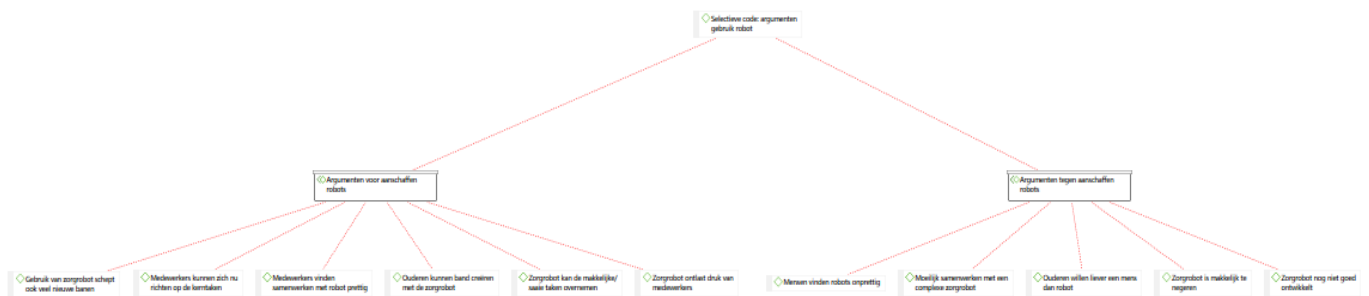 Selectieve code: argumenten
gebruik robot
Argumenten voor aanschaffen
robots
Argumenten tegen aanschaffen
robots
Gebruik van zorgrobot schept
ook veel nieuwe banen
Medewerkers kunnen zich nu
richten op de kerntaken
Medewerkers vinden
samenwerken met robot prettig
Ouderen kunnen band creëren
met de zorgrobot
Zorgrobot kan de makkelijke/
saaie taken overnemen
Zorgrobot ontlast druk van
medewerkers
Mensen vinden robots onprettig
Moeilijk samenwerken met een
complexe zorgrobot
Ouderen willen liever een mens
dan robot
Zorgrobot is makkelijk te
negeren
Zorgrobot nog niet goed
ontwikkelt